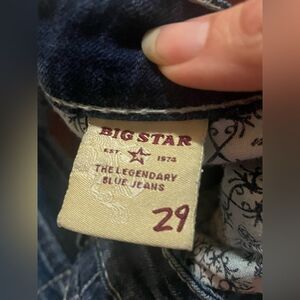 BIG STAR
EST. 1974
THE LEGENDARY
BLUE JEANS
29